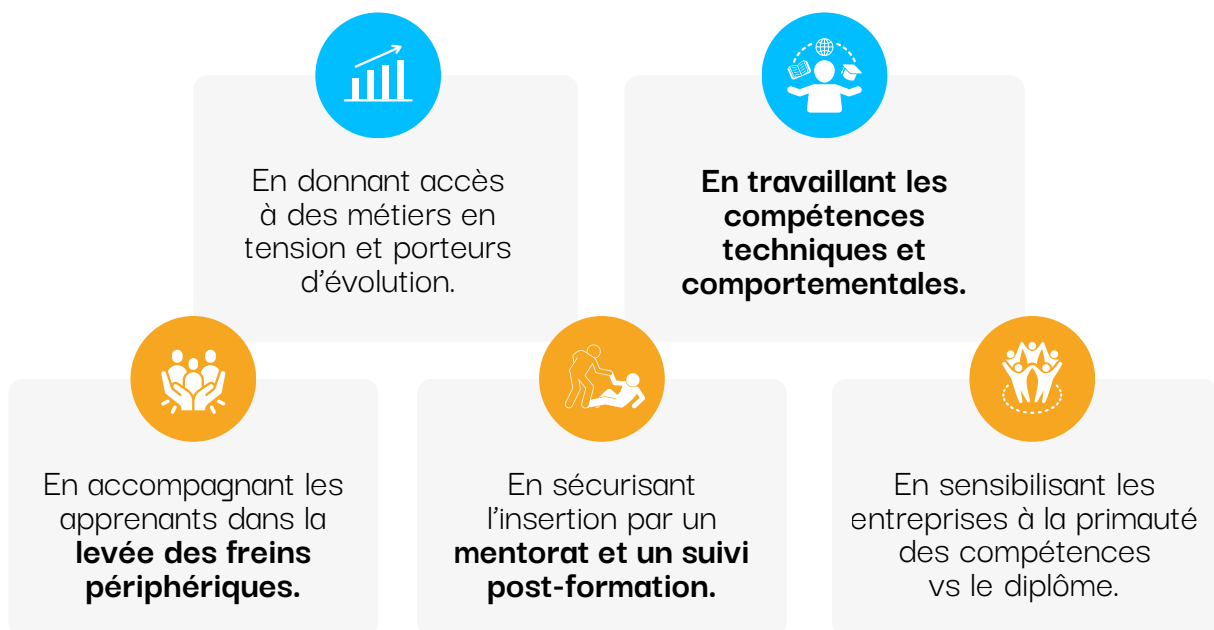 En donnant accès
à des métiers en
tension et porteurs
d'évolution.
En travaillant les
compétences
techniques et
comportementales.
En accompagnant les
apprenants dans la
levée des freins
périphériques.
En sécurisant
l'insertion par un
mentorat et un suivi
post-formation.
En sensibilisant les
entreprises à la primauté
des compétences
vs le diplôme.